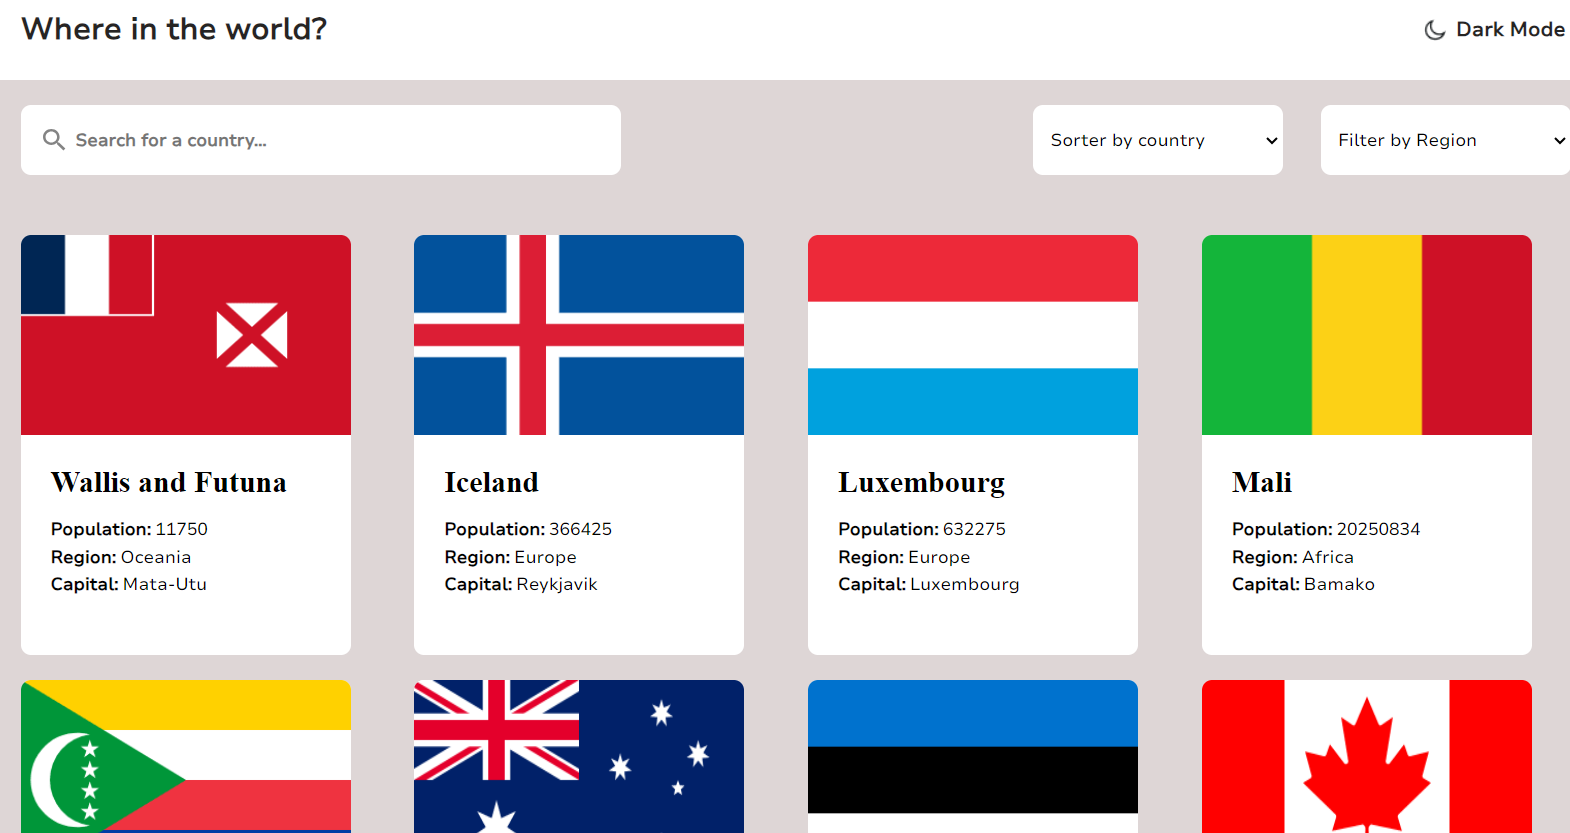 Where in the world?
Dark Mode
Search for a country...
Sorter by country
Filter by Region
Wallis and Futuna
Population: 11750
Region: Oceania
Capital: Mata-Utu
Iceland
Population: 366425
Region: Europe
Capital: Reykjavik
Luxembourg
Population: 632275
Region: Europe
Capital: Luxembourg
Mali
Population: 20250834
Region: Africa
Capital: Bamako